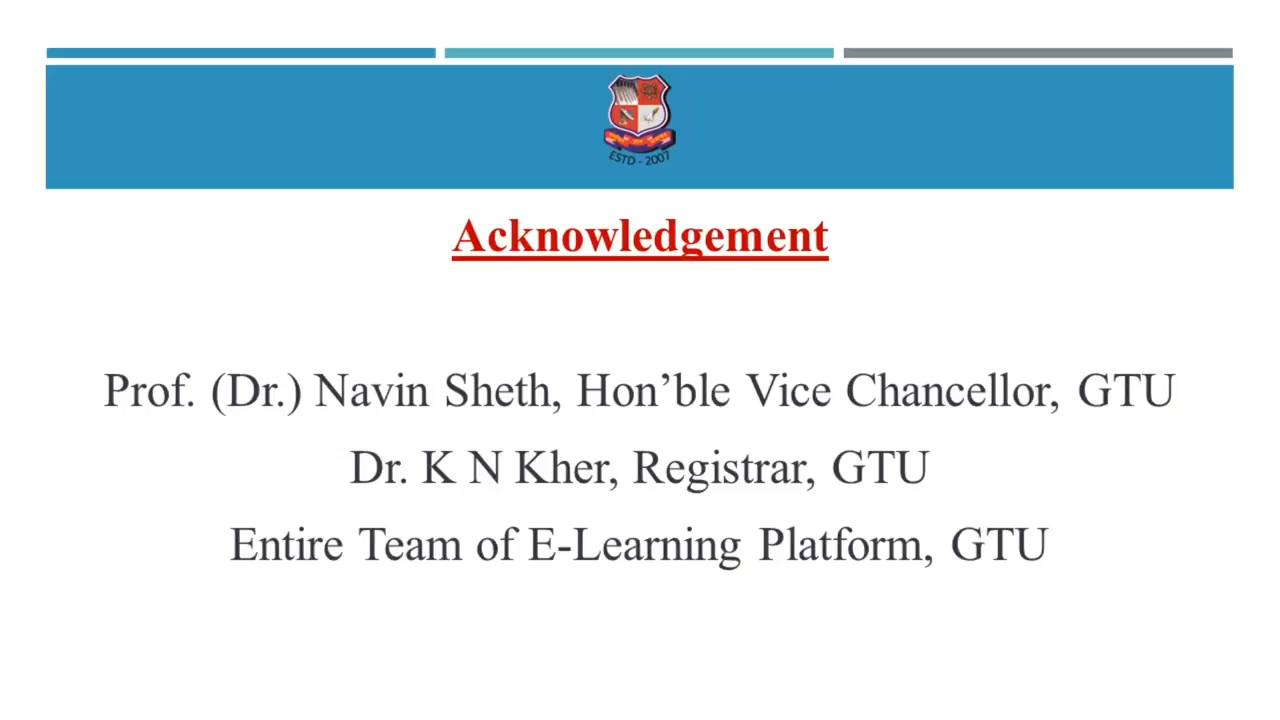 ESTD - 2007
Acknowledgement
Prof. (Dr.) Navin Sheth, Hon’ble Vice Chancellor, GTU
Dr. K N Kher, Registrar, GTU
Entire Team of E-Learning Platform, GTU